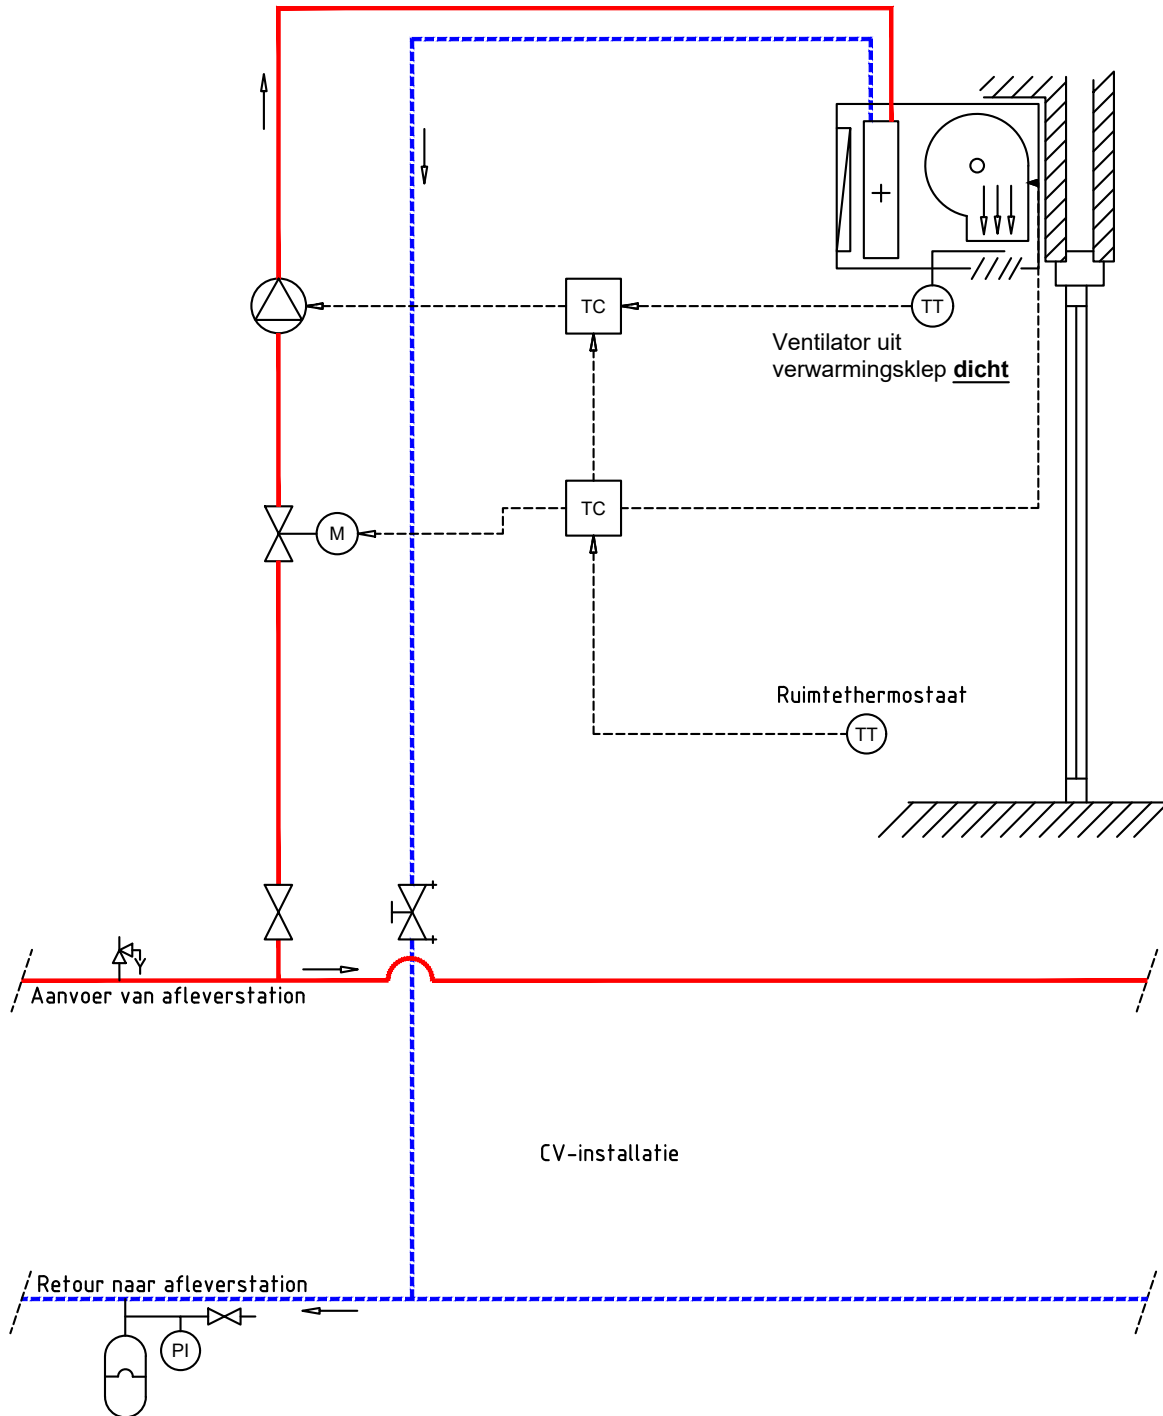 TC
TT
Ventilator uit
verwarmingsklep dicht
TC
M
Ruimtethermostaat
TT
Aanvoer van afleverstation
CV-installatie
Retour naar afleverstation
PI